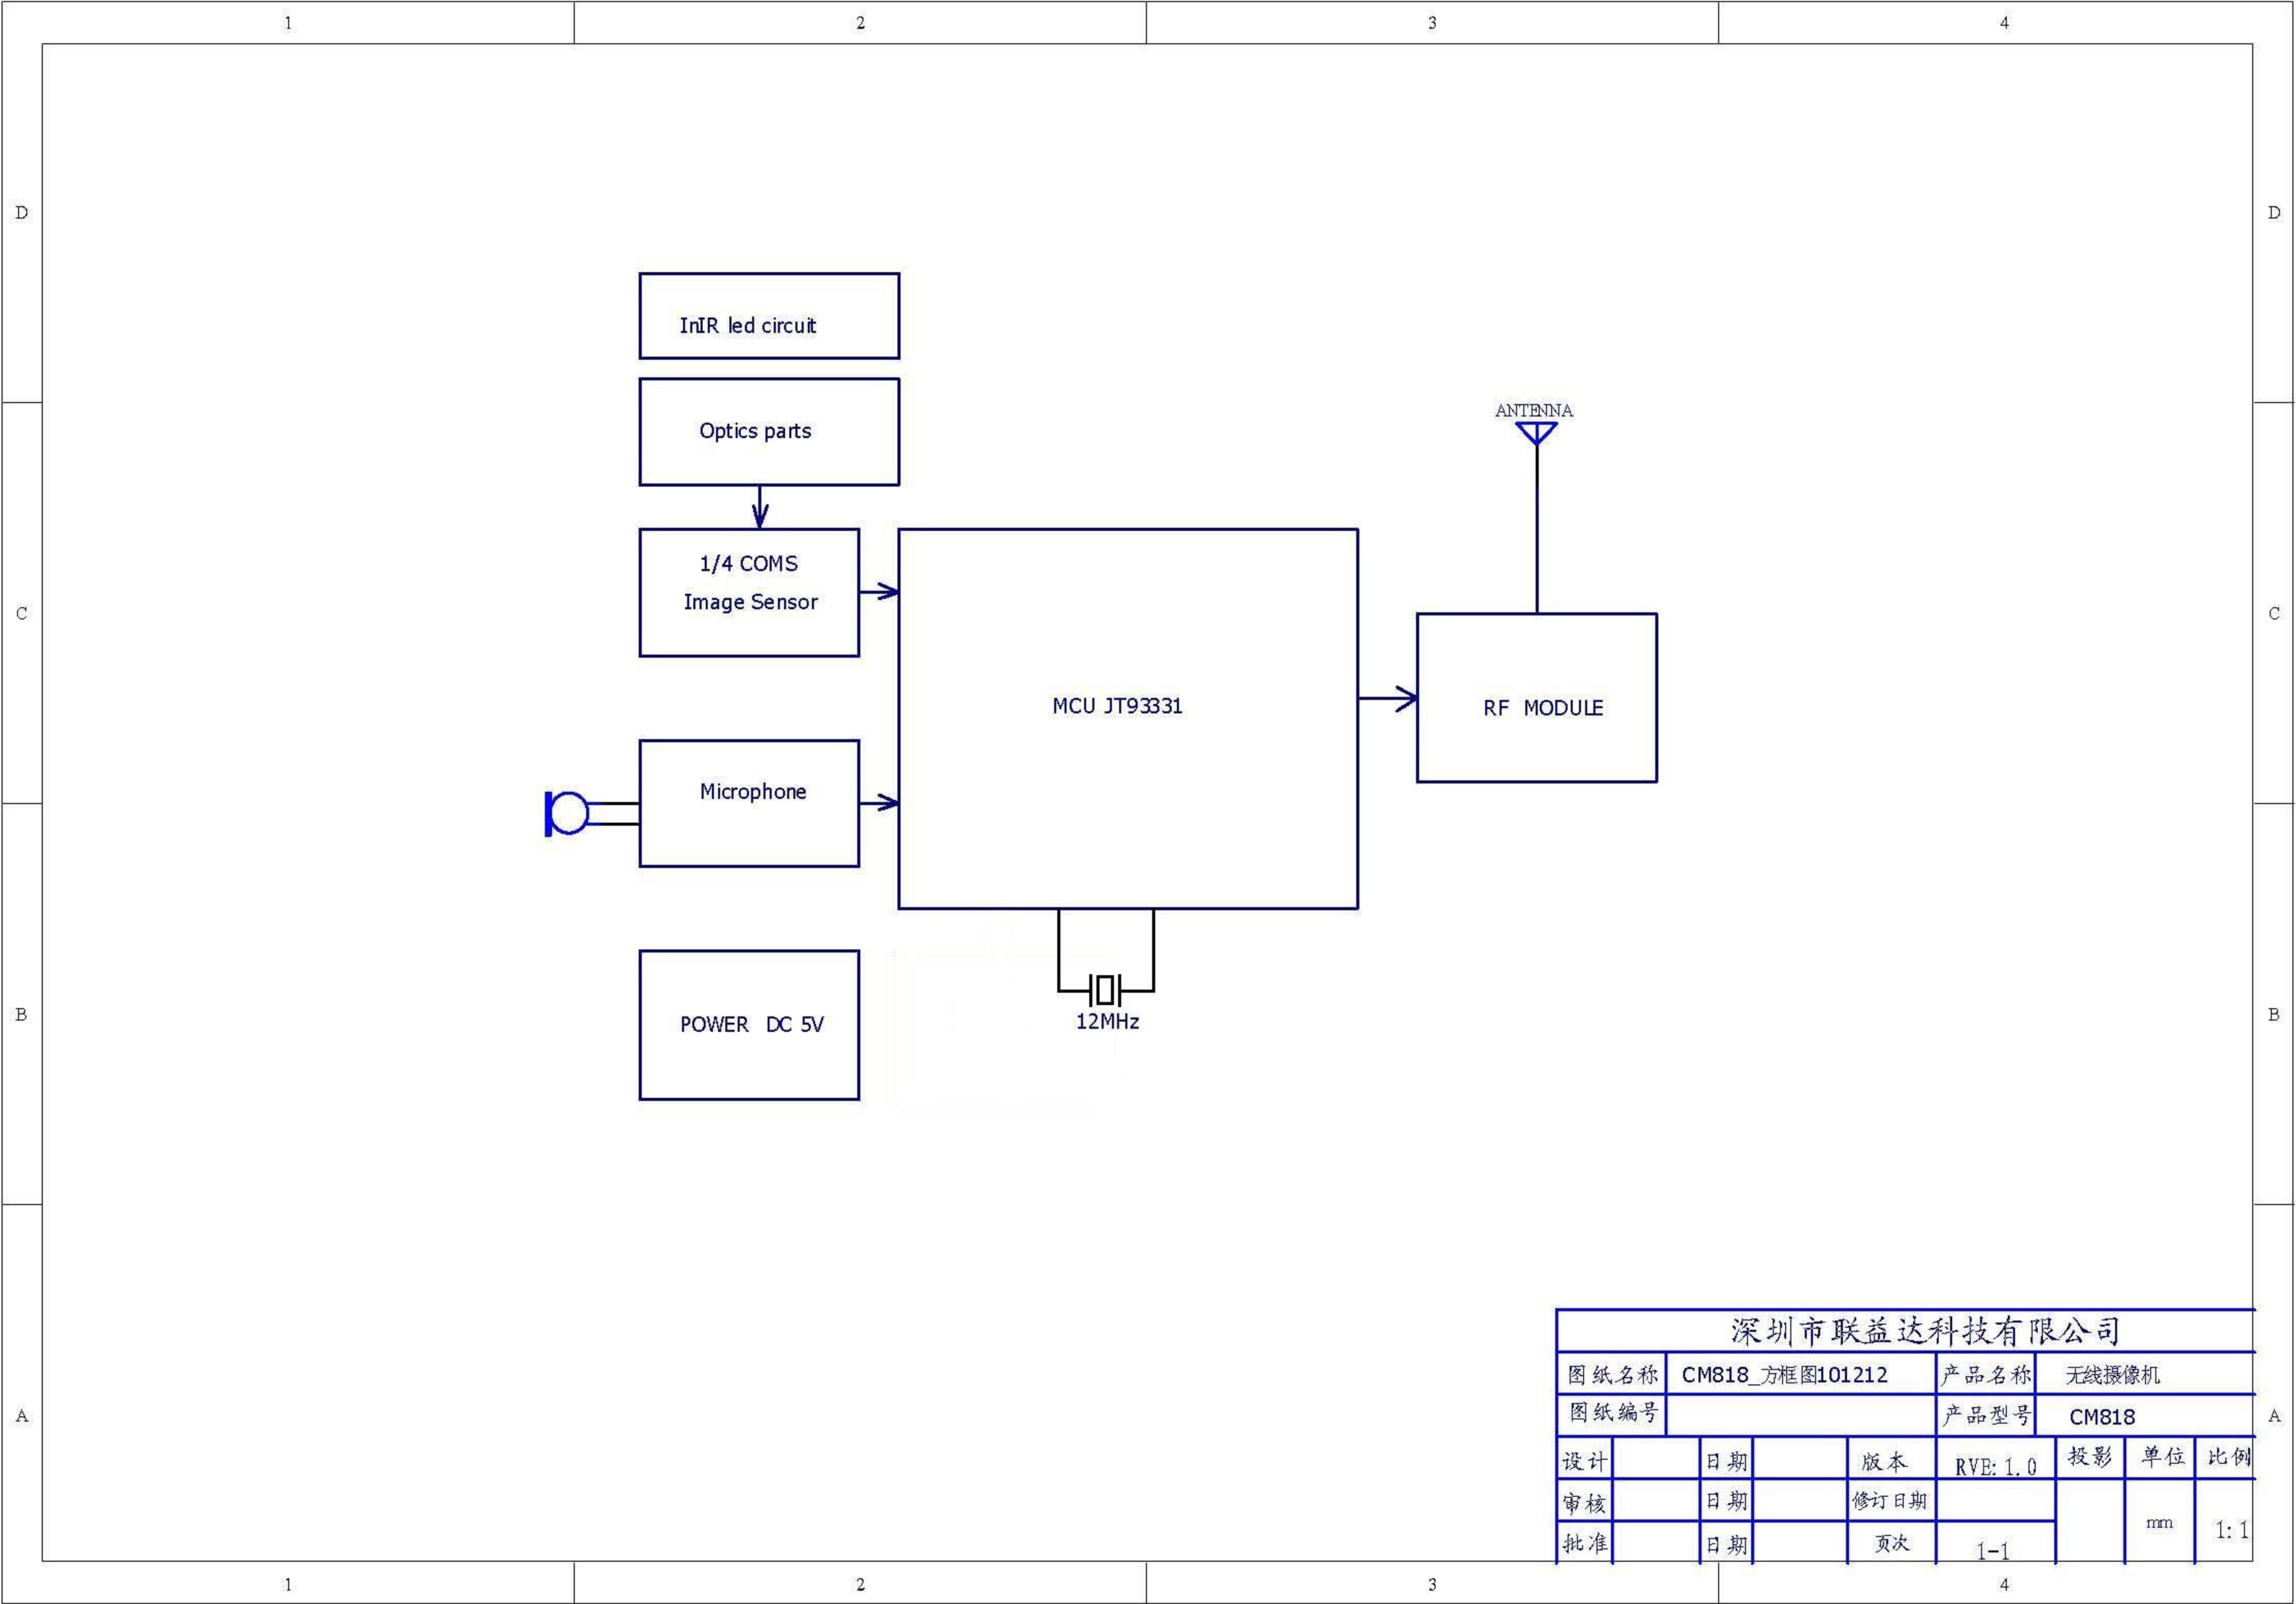 1 2 3 4
D D
InIR led circuit
Optics parts
ANTENNA
1/4 COMS
Image Sensor
C C
MCU JT93331
RF MODULE
Microphone
B B
POWER DC 5V
12MHz
深圳市联益达科技有限公司
图纸名称 CM818_方框图101212 产品名称 无线摄像机
图纸编号 产品型号 CM818
A A
设计 日期 版本 RVE: 1.0 投影 单位 比例
审核 日期 修订日期 mm 1:1
批准 日期 页次 1-1
1 2 3 4